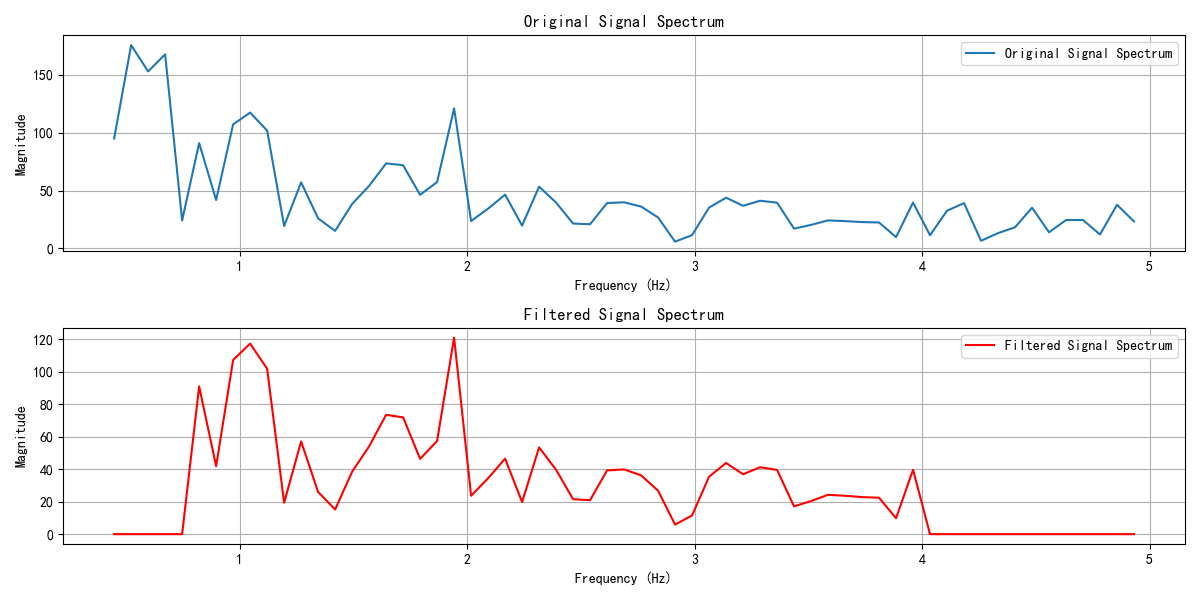 Original Signal Spectrum
Original Signal Spectrum
Magnitude
150
100
50
0
1 2 3 4 5
Frequency (Hz)
Filtered Signal Spectrum
Filtered Signal Spectrum
Magnitude
120
100
80
60
40
20
0
1 2 3 4 5
Frequency (Hz)